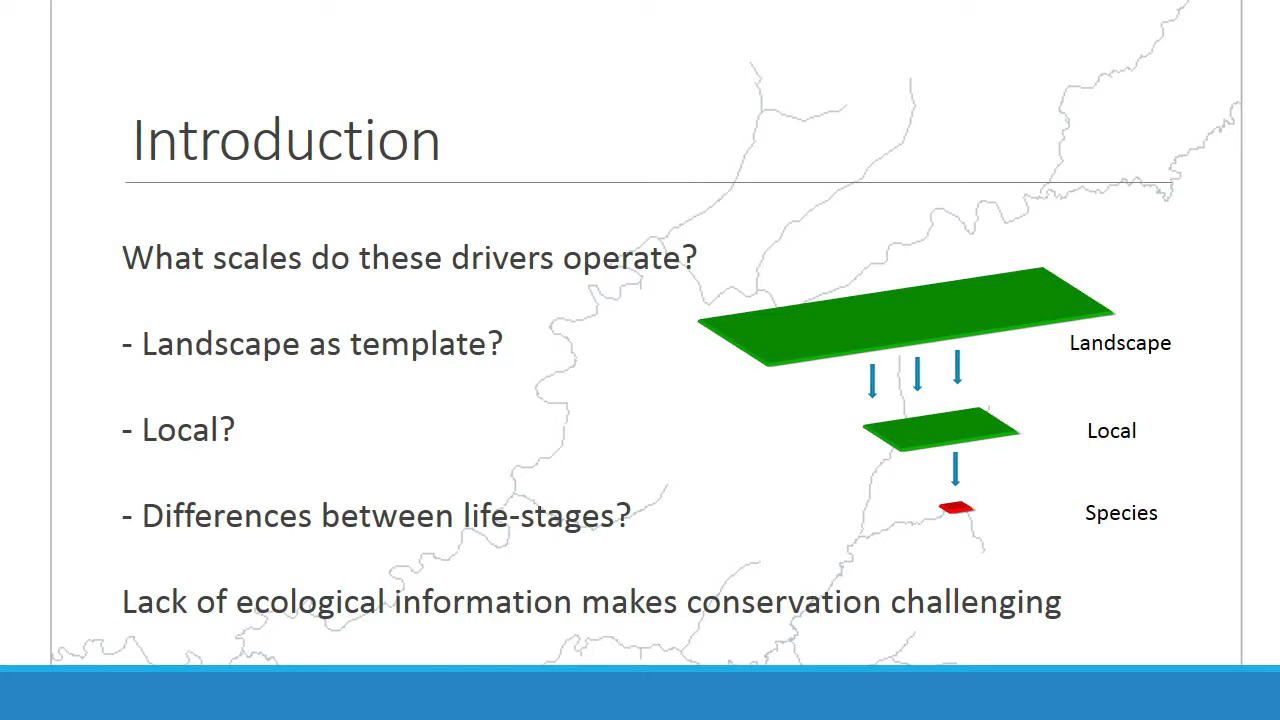 Introduction
What scales do these drivers operate?
- Landscape as template?
- Local?
- Differences between life-stages?
Lack of ecological information makes conservation challenging
Landscape
Local
Species